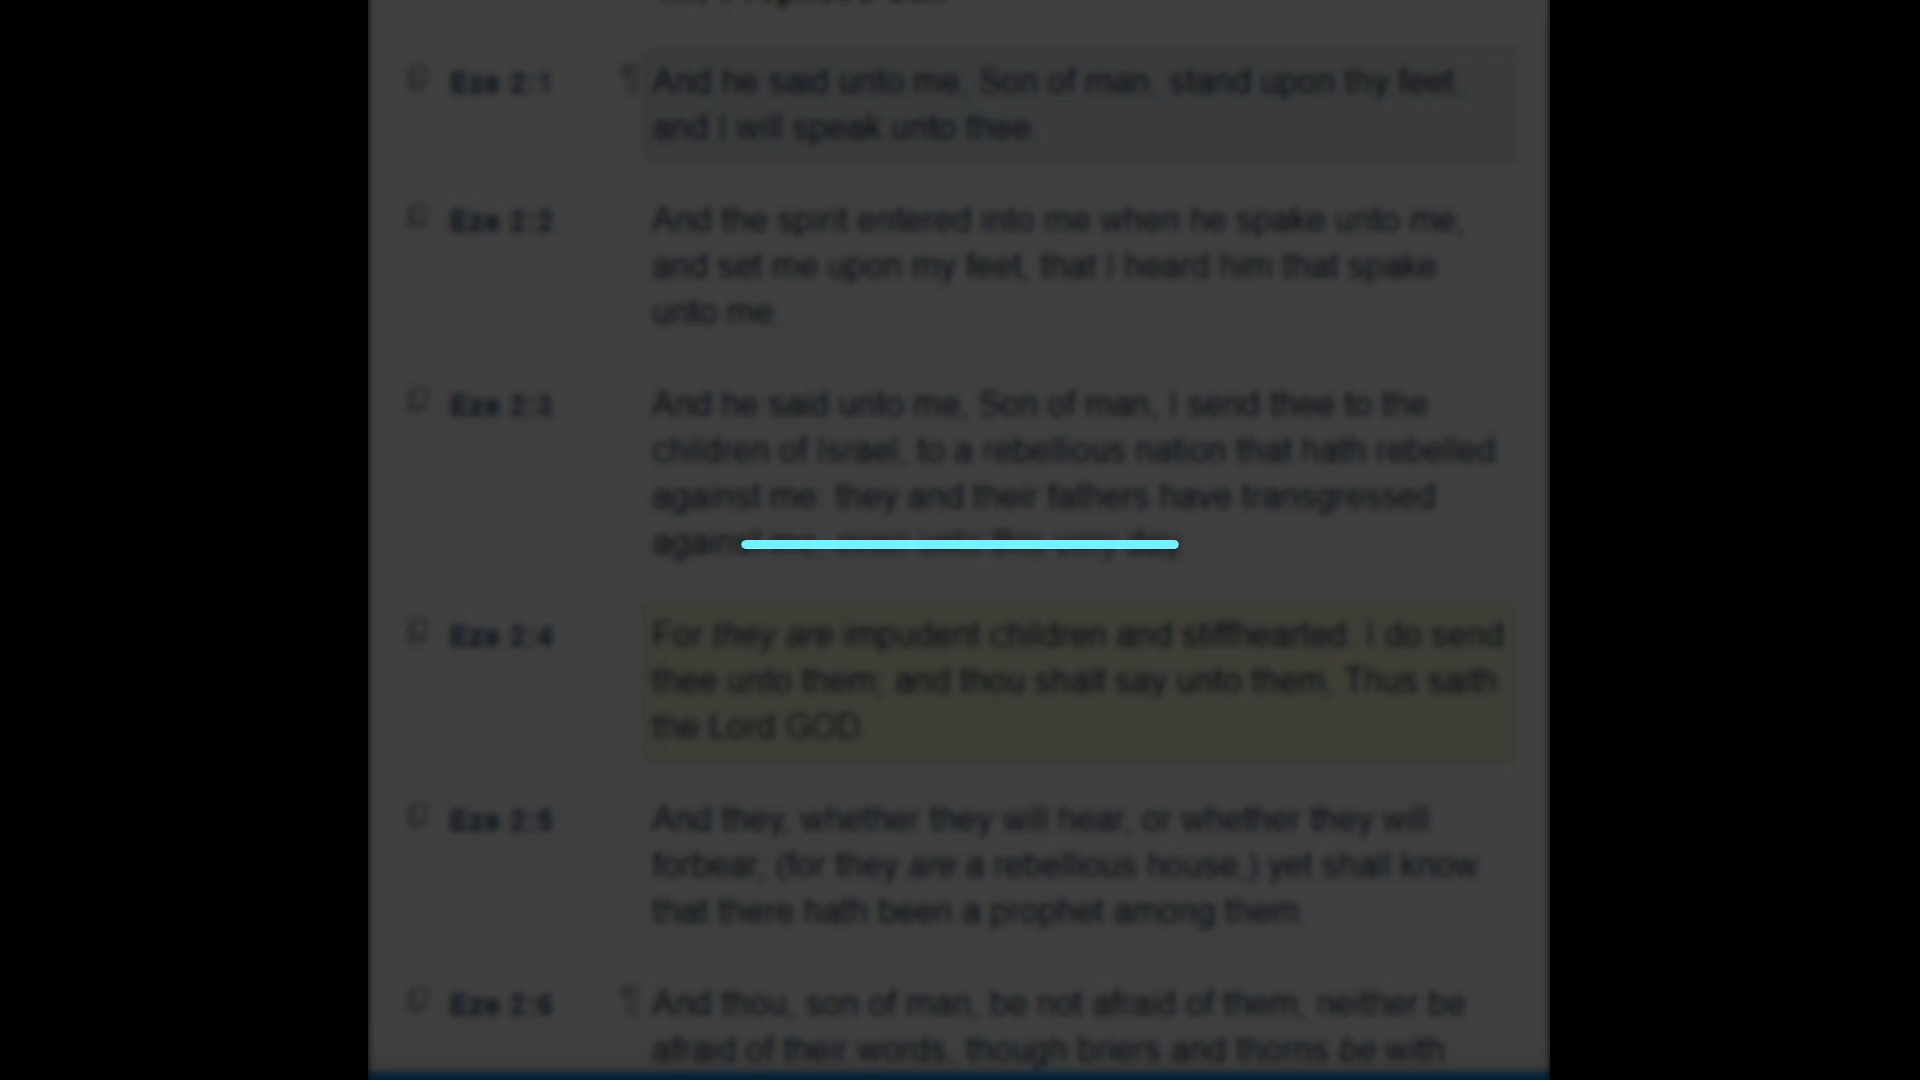 Eze 2:1 ¶ And he said unto me, Son of man, stand upon thy feet,
and I will speak unto thee.
Eze 2:2 And the spirit entered into me when he spake unto me,
and set me upon my feet, that I heard him that spake
unto me.
Eze 2:3 And he said unto me, Son of man, I send thee to the
children of Israel, to a rebellious nation that hath rebelled
against me: they and their fathers have transgressed
against me, even unto this very day.
Eze 2:4 For they are impudent children and stiffhearted. I do send
thee unto them; and thou shalt say unto them, Thus saith
the Lord GOD.
Eze 2:5 And they, whether they will hear, or whether they will
forbear, (for they are a rebellious house,) yet shall know
that there hath been a prophet among them.
Eze 2:6 ¶ And thou, son of man, be not afraid of them, neither be
afraid of their words, though briers and thorns be with